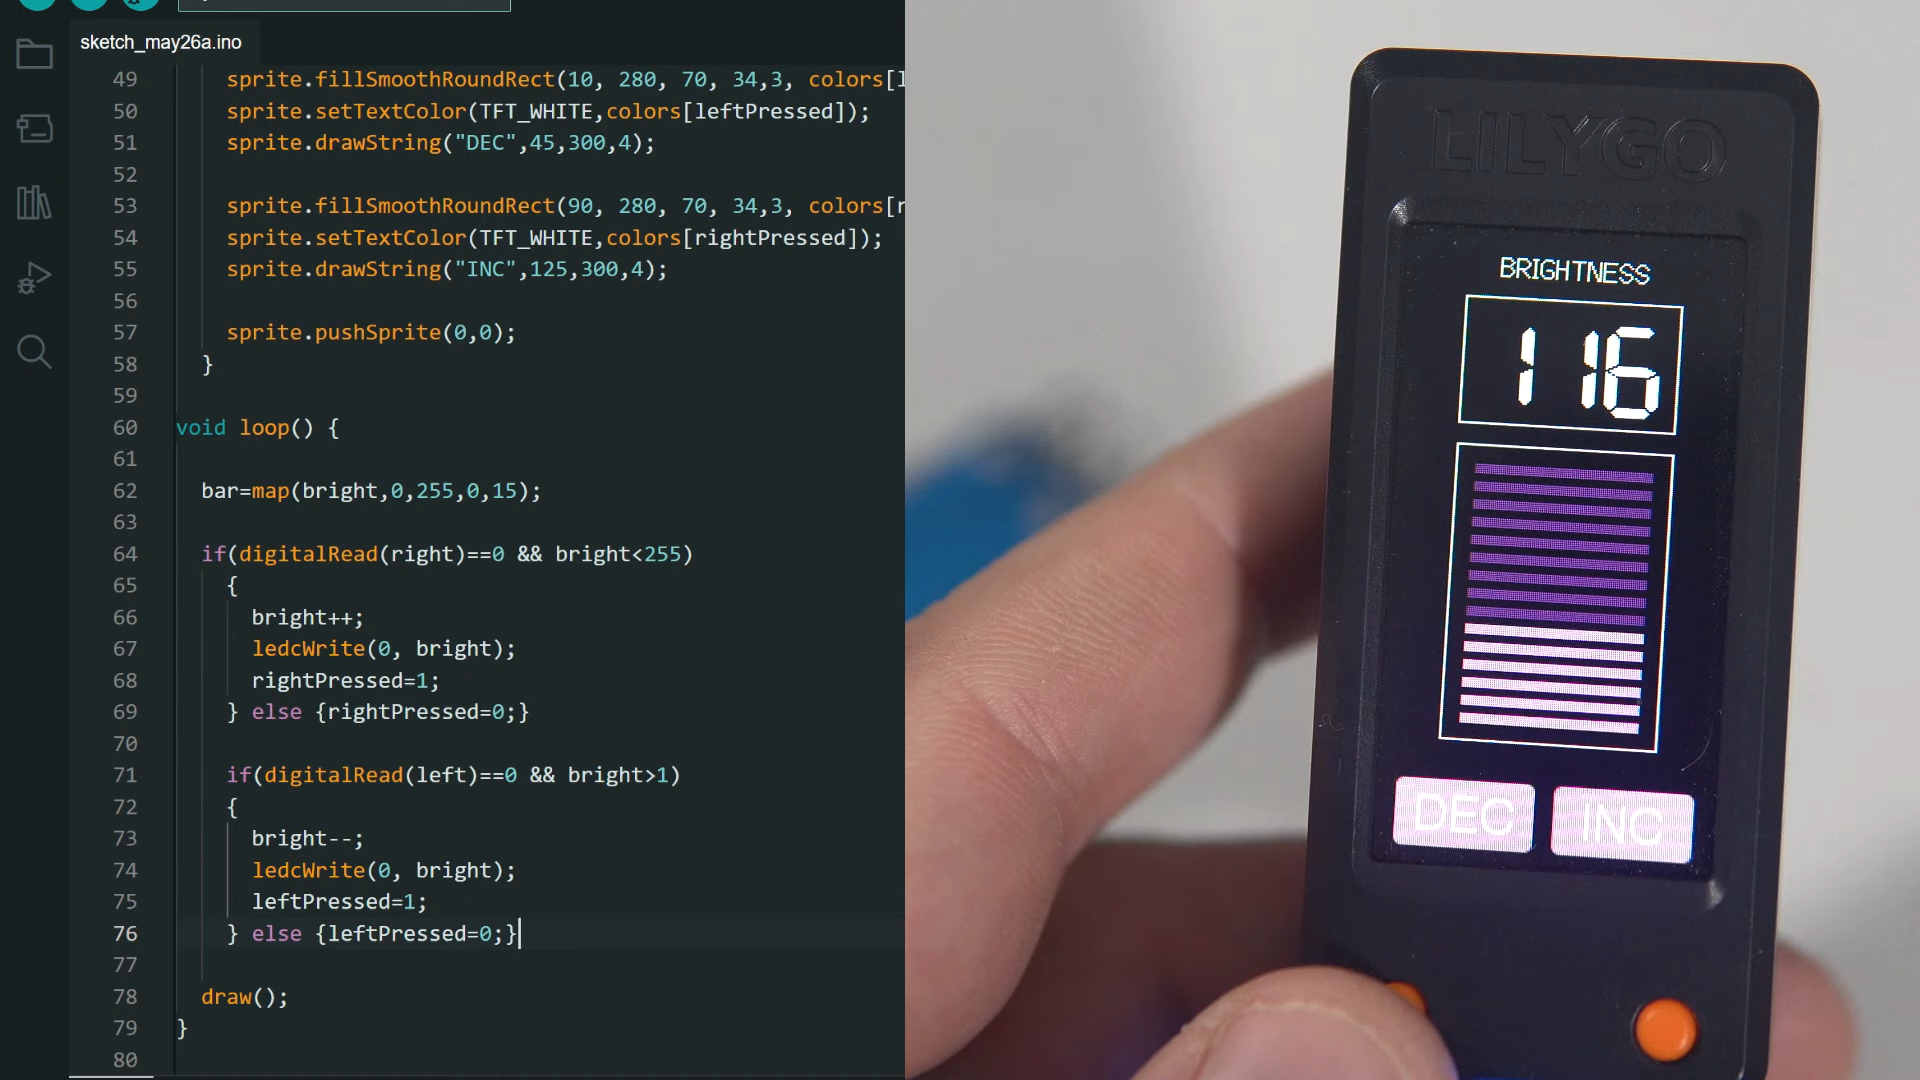 sketch_may26a.ino
49 sprite.fillSmoothRoundRect(10, 280, 70, 34,3, colors[l
50 sprite.setTextColor(TFT_WHITE,colors[leftPressed]);
51 sprite.drawString("DEC",45,300,4);
52
53 sprite.fillSmoothRoundRect(90, 280, 70, 34,3, colors[r
54 sprite.setTextColor(TFT_WHITE,colors[rightPressed]);
55 sprite.drawString("INC",125,300,4);
56
57 sprite.pushSprite(0,0);
58 }
59
60 void loop() {
61
62 bar=map(bright,0,255,0,15);
63
64 if(digitalRead(right)==0 && bright<255)
65 {
66 bright++;
67 ledcWrite(0, bright);
68 rightPressed=1;
69 } else {rightPressed=0;}
70
71 if(digitalRead(left)==0 && bright>1)
72 {
73 bright--;
74 ledcWrite(0, bright);
75 leftPressed=1;
76 } else {leftPressed=0;}
77
78 draw();
79 }
80
LILYGO
BRIGHTNESS
116
DEC INC